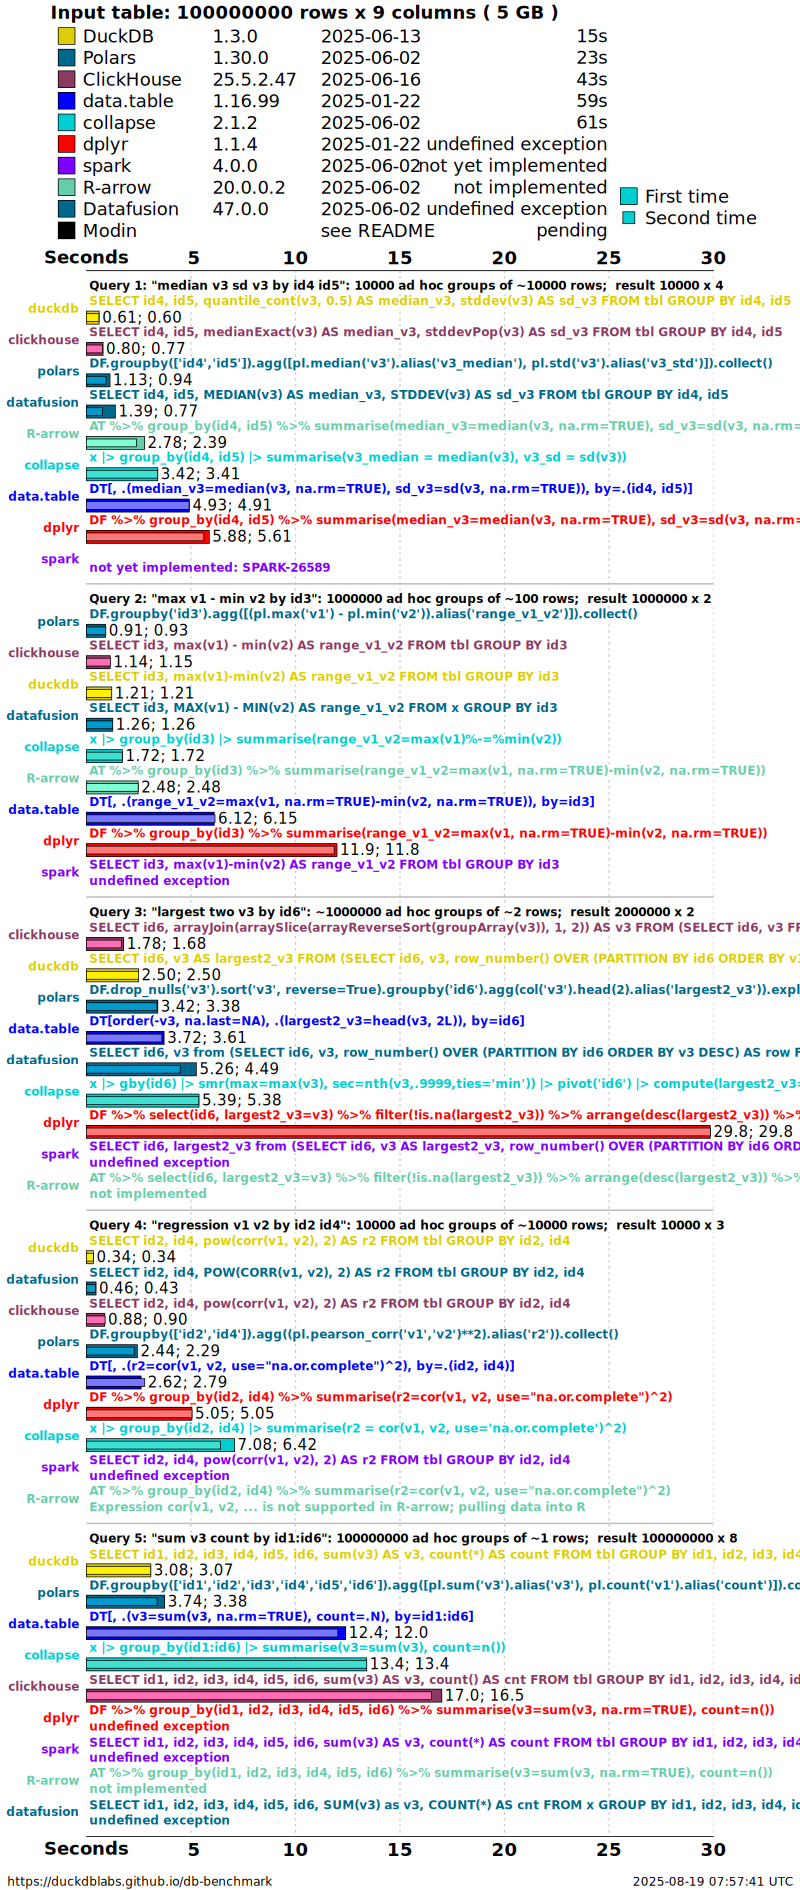 Input table: 100000000 rows x 9 columns ( 5 GB )
DuckDB 1.3.0 2025-06-13 15s
Polars 1.30.0 2025-06-02 23s
ClickHouse 25.5.2.47 2025-06-16 43s
data.table 1.16.99 2025-01-22 59s
collapse 2.1.2 2025-06-02 61s
dplyr 1.1.4 2025-01-22 undefined exception
spark 4.0.0 2025-06-02 not yet implemented
R-arrow 20.0.0.2 2025-06-02 not implemented
First time
Datafusion 47.0.0 2025-06-02 undefined exception
Second time
Modin see README pending
Seconds 5 10 15 20 25 30
Query 1: "median v3 sd v3 by id4 id5": 10000 ad hoc groups of ~10000 rows; result 10000 x 4
duckdb SELECT id4, id5, quantile_cont(v3, 0.5) AS median_v3, stddev(v3) AS sd_v3 FROM tbl GROUP BY id4, id5
0.61; 0.60
clickhouse SELECT id4, id5, medianExact(v3) AS median_v3, stddevPop(v3) AS sd_v3 FROM tbl GROUP BY id4, id5
0.80; 0.77
polars DF.groupby(['id4','id5']).agg([pl.median('v3').alias('v3_median'), pl.std('v3').alias('v3_std')]).collect()
1.13; 0.94
datafusion SELECT id4, id5, MEDIAN(v3) AS median_v3, STDDEV(v3) AS sd_v3 FROM tbl GROUP BY id4, id5
1.39; 0.77
R-arrow AT %>% group_by(id4, id5) %>% summarise(median_v3=median(v3, na.rm=TRUE), sd_v3=sd(v3, na.rm=
2.78; 2.39
collapse x |> group_by(id4, id5) |> summarise(v3_median = median(v3), v3_sd = sd(v3))
3.42; 3.41
data.table DT[, .(median_v3=median(v3, na.rm=TRUE), sd_v3=sd(v3, na.rm=TRUE)), by=.(id4, id5)]
4.93; 4.91
dplyr DF %>% group_by(id4, id5) %>% summarise(median_v3=median(v3, na.rm=TRUE), sd_v3=sd(v3, na.rm=
5.88; 5.61
spark
not yet implemented: SPARK-26589
Query 2: "max v1 - min v2 by id3": 1000000 ad hoc groups of ~100 rows; result 1000000 x 2
polars DF.groupby('id3').agg([(pl.max('v1') - pl.min('v2')).alias('range_v1_v2')]).collect()
0.91; 0.93
clickhouse SELECT id3, max(v1) - min(v2) AS range_v1_v2 FROM tbl GROUP BY id3
1.14; 1.15
duckdb SELECT id3, max(v1)-min(v2) AS range_v1_v2 FROM tbl GROUP BY id3
1.21; 1.21
datafusion SELECT id3, MAX(v1) - MIN(v2) AS range_v1_v2 FROM x GROUP BY id3
1.26; 1.26
collapse x |> group_by(id3) |> summarise(range_v1_v2=max(v1)%-=%min(v2))
1.72; 1.72
R-arrow AT %>% group_by(id3) %>% summarise(range_v1_v2=max(v1, na.rm=TRUE)-min(v2, na.rm=TRUE))
2.48; 2.48
data.table DT[, .(range_v1_v2=max(v1, na.rm=TRUE)-min(v2, na.rm=TRUE)), by=id3]
6.12; 6.15
dplyr DF %>% group_by(id3) %>% summarise(range_v1_v2=max(v1, na.rm=TRUE)-min(v2, na.rm=TRUE))
11.9; 11.8
spark SELECT id3, max(v1)-min(v2) AS range_v1_v2 FROM tbl GROUP BY id3
undefined exception
Query 3: "largest two v3 by id6": ~1000000 ad hoc groups of ~2 rows; result 2000000 x 2
clickhouse SELECT id6, arrayJoin(arraySlice(arrayReverseSort(groupArray(v3)), 1, 2)) AS v3 FROM (SELECT id6, v3 FR
1.78; 1.68
duckdb SELECT id6, v3 AS largest2_v3 FROM (SELECT id6, v3, row_number() OVER (PARTITION BY id6 ORDER BY v3
2.50; 2.50
polars DF.drop_nulls('v3').sort('v3', reverse=True).groupby('id6').agg(col('v3').head(2).alias('largest2_v3')).expl
3.42; 3.38
data.table DT[order(-v3, na.last=NA), .(largest2_v3=head(v3, 2L)), by=id6]
3.72; 3.61
datafusion SELECT id6, v3 from (SELECT id6, v3, row_number() OVER (PARTITION BY id6 ORDER BY v3 DESC) AS row F
5.26; 4.49
collapse x |> gby(id6) |> smr(max=max(v3), sec=nth(v3,.9999,ties='min')) |> pivot('id6') |> compute(largest2_v3=
5.39; 5.38
dplyr DF %>% select(id6, largest2_v3=v3) %>% filter(!is.na(largest2_v3)) %>% arrange(desc(largest2_v3)) %>%
29.8; 29.8
spark SELECT id6, largest2_v3 from (SELECT id6, v3 AS largest2_v3, row_number() OVER (PARTITION BY id6 ORD
undefined exception
R-arrow AT %>% select(id6, largest2_v3=v3) %>% filter(!is.na(largest2_v3)) %>% arrange(desc(largest2_v3)) %>%
not implemented
Query 4: "regression v1 v2 by id2 id4": 10000 ad hoc groups of ~10000 rows; result 10000 x 3
duckdb SELECT id2, id4, pow(corr(v1, v2), 2) AS r2 FROM tbl GROUP BY id2, id4
0.34; 0.34
datafusion SELECT id2, id4, POW(CORR(v1, v2), 2) AS r2 FROM tbl GROUP BY id2, id4
0.46; 0.43
clickhouse SELECT id2, id4, pow(corr(v1, v2), 2) AS r2 FROM tbl GROUP BY id2, id4
0.88; 0.90
polars DF.groupby(['id2','id4']).agg((pl.pearson_corr('v1','v2')**2).alias('r2')).collect()
2.44; 2.29
data.table DT[, .(r2=cor(v1, v2, use="na.or.complete")^2), by=.(id2, id4)]
2.62; 2.79
dplyr DF %>% group_by(id2, id4) %>% summarise(r2=cor(v1, v2, use="na.or.complete")^2)
5.05; 5.05
collapse x |> group_by(id2, id4) |> summarise(r2 = cor(v1, v2, use='na.or.complete')^2)
7.08; 6.42
spark SELECT id2, id4, pow(corr(v1, v2), 2) AS r2 FROM tbl GROUP BY id2, id4
undefined exception
R-arrow AT %>% group_by(id2, id4) %>% summarise(r2=cor(v1, v2, use="na.or.complete")^2)
Expression cor(v1, v2, ... is not supported in R-arrow; pulling data into R
Query 5: "sum v3 count by id1:id6": 100000000 ad hoc groups of ~1 rows; result 100000000 x 8
duckdb SELECT id1, id2, id3, id4, id5, id6, sum(v3) AS v3, count(*) AS count FROM tbl GROUP BY id1, id2, id3, id4
3.08; 3.07
polars DF.groupby(['id1','id2','id3','id4','id5','id6']).agg([pl.sum('v3').alias('v3'), pl.count('v1').alias('count')]).co
3.74; 3.38
data.table DT[, .(v3=sum(v3, na.rm=TRUE), count=.N), by=id1:id6]
12.4; 12.0
collapse x |> group_by(id1:id6) |> summarise(v3=sum(v3), count=n())
13.4; 13.4
clickhouse SELECT id1, id2, id3, id4, id5, id6, sum(v3) AS v3, count() AS cnt FROM tbl GROUP BY id1, id2, id3, id4, id
17.0; 16.5
dplyr DF %>% group_by(id1, id2, id3, id4, id5, id6) %>% summarise(v3=sum(v3, na.rm=TRUE), count=n())
undefined exception
spark SELECT id1, id2, id3, id4, id5, id6, sum(v3) AS v3, count(*) AS count FROM tbl GROUP BY id1, id2, id3, id4
undefined exception
R-arrow AT %>% group_by(id1, id2, id3, id4, id5, id6) %>% summarise(v3=sum(v3, na.rm=TRUE), count=n())
not implemented
datafusion SELECT id1, id2, id3, id4, id5, id6, SUM(v3) as v3, COUNT(*) AS cnt FROM x GROUP BY id1, id2, id3, id4, id
undefined exception
Seconds 5 10 15 20 25 30
https://duckdblabs.github.io/db-benchmark 2025-08-19 07:57:41 UTC